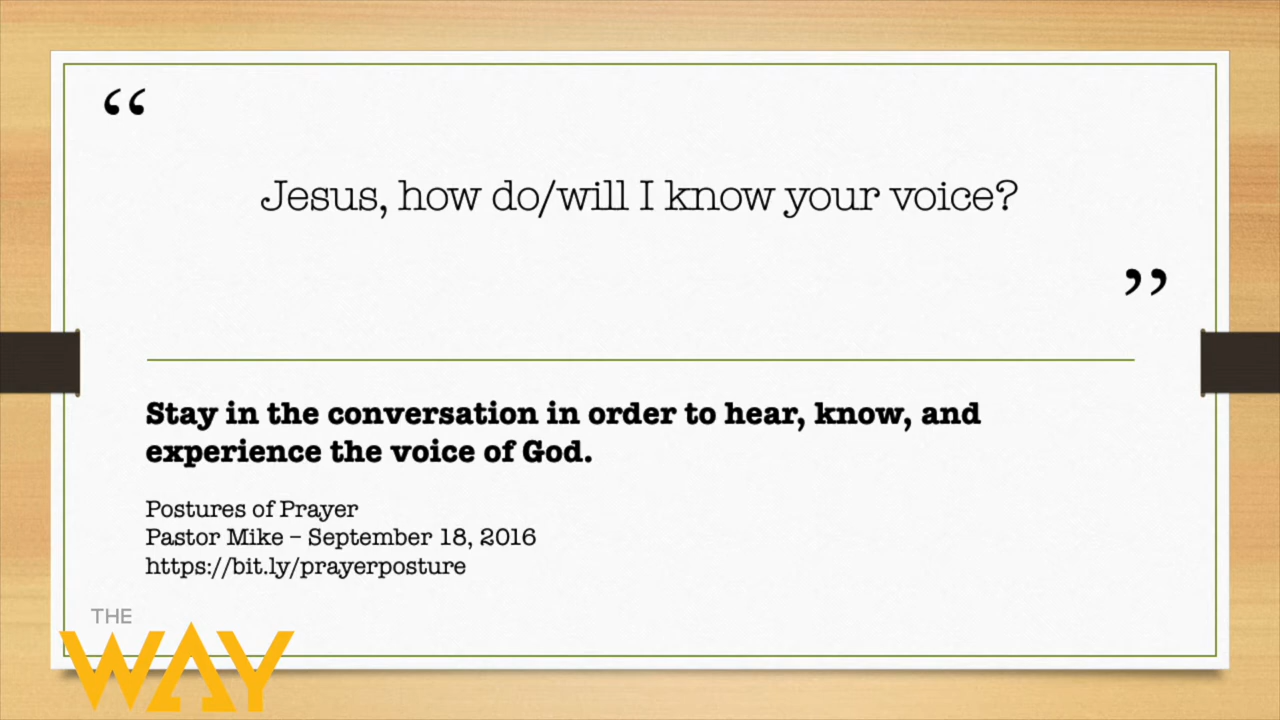 “
Jesus, how do/will I know your voice?
”
Stay in the conversation in order to hear, know, and
experience the voice of God.
Postures of Prayer
Pastor Mike – September 18, 2016
https://bit.ly/prayerposture
THE
WAY